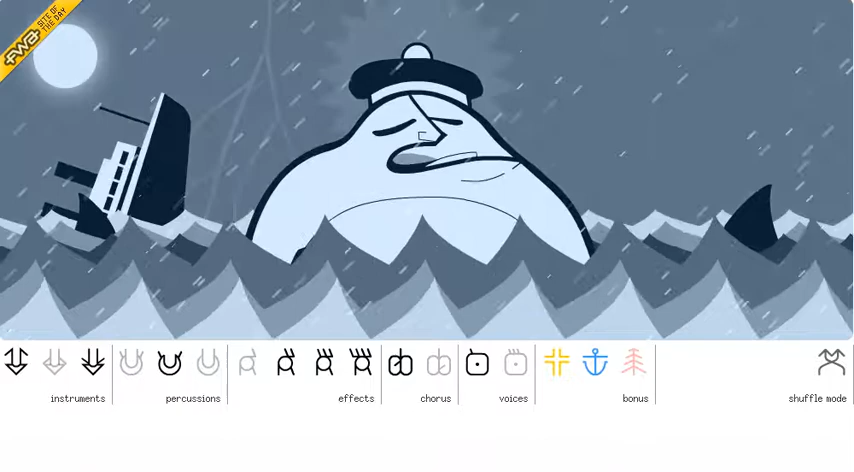 FWA
SITE OF
THE DAY
instruments
percussions
effects
chorus
voices
bonus
shuffle mode